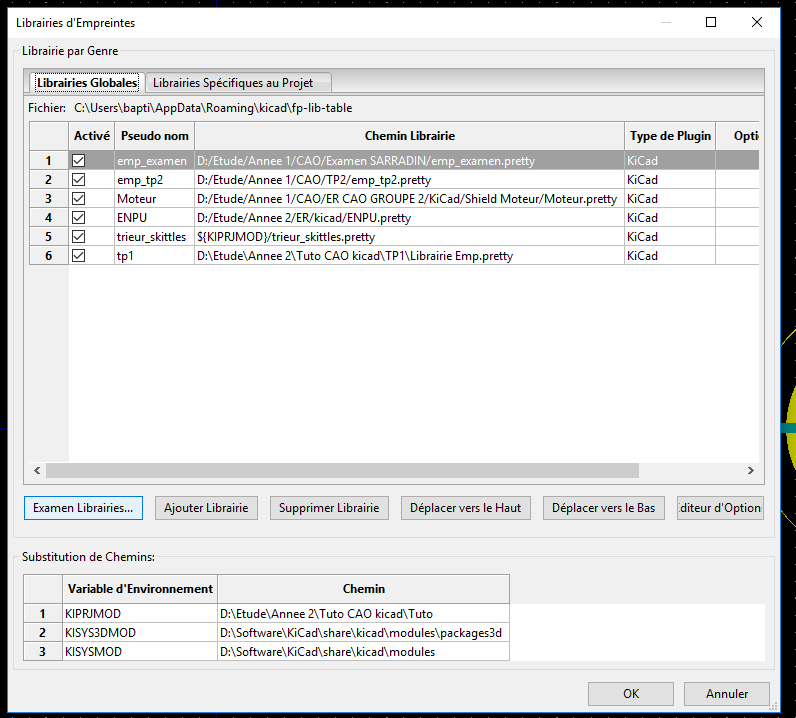 Librairies d'Empreintes
Librairie par Genre
Librairies Globales Librairies Spécifiques au Projet
Fichier: C:\Users\bapti\AppData\Roaming\kicad\fp-lib-table
Activé Pseudo nom Chemin Librairie Type de Plugin Opti
1 emp_examen D:/Etude/Annee 1/CAO/Examen SARRADIN/emp_examen.pretty KiCad
2 emp_tp2 D:/Etude/Annee 1/CAO/TP2/emp_tp2.pretty KiCad
3 Moteur D:/Etude/Annee 1/CAO/ER CAO GROUPE 2/KiCad/Shield Moteur/Moteur.pretty KiCad
4 ENPU D:/Etude/Annee 2/ER/kicad/ENPU.pretty KiCad
5 trieur_skittles ${KIPRJMOD}/trieur_skittles.pretty KiCad
6 tp1 D:\Etude\Annee 2\Tuto CAO kicad\TP1\Librairie Emp.pretty KiCad
Examen Librairies... Ajouter Librairie Supprimer Librairie Déplacer vers le Haut Déplacer vers le Bas diteur d'Option
Substitution de Chemins:
Variable d'Environnement Chemin
1 KIPRJMOD D:\Etude\Annee 2\Tuto CAO kicad\Tuto
2 KISYS3DMOD D:\Software\KiCad\share\kicad\modules\packages3d
3 KISYSMOD D:\Software\KiCad\share\kicad\modules
OK Annuler